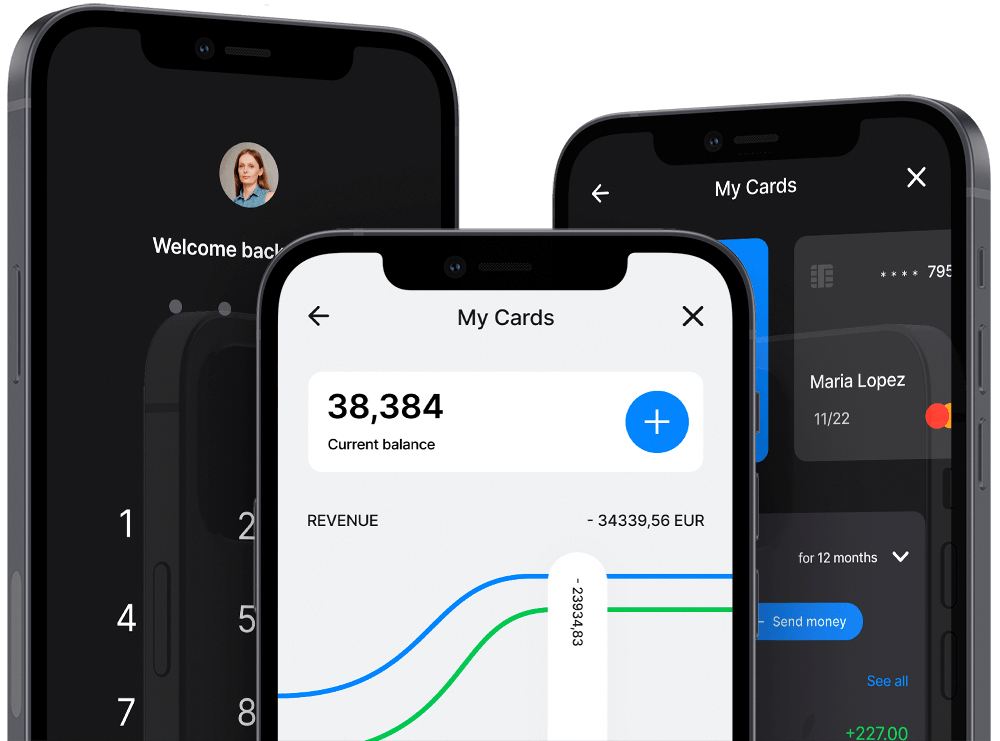 Welcome back
1
2
4
5
7
8
My Cards
38,384
Current balance
REVENUE
- 34339,56 EUR
- 23934,83
My Cards
* * * * 795
Maria Lopez
11/22
for 12 months
Send money
See all
+227.00